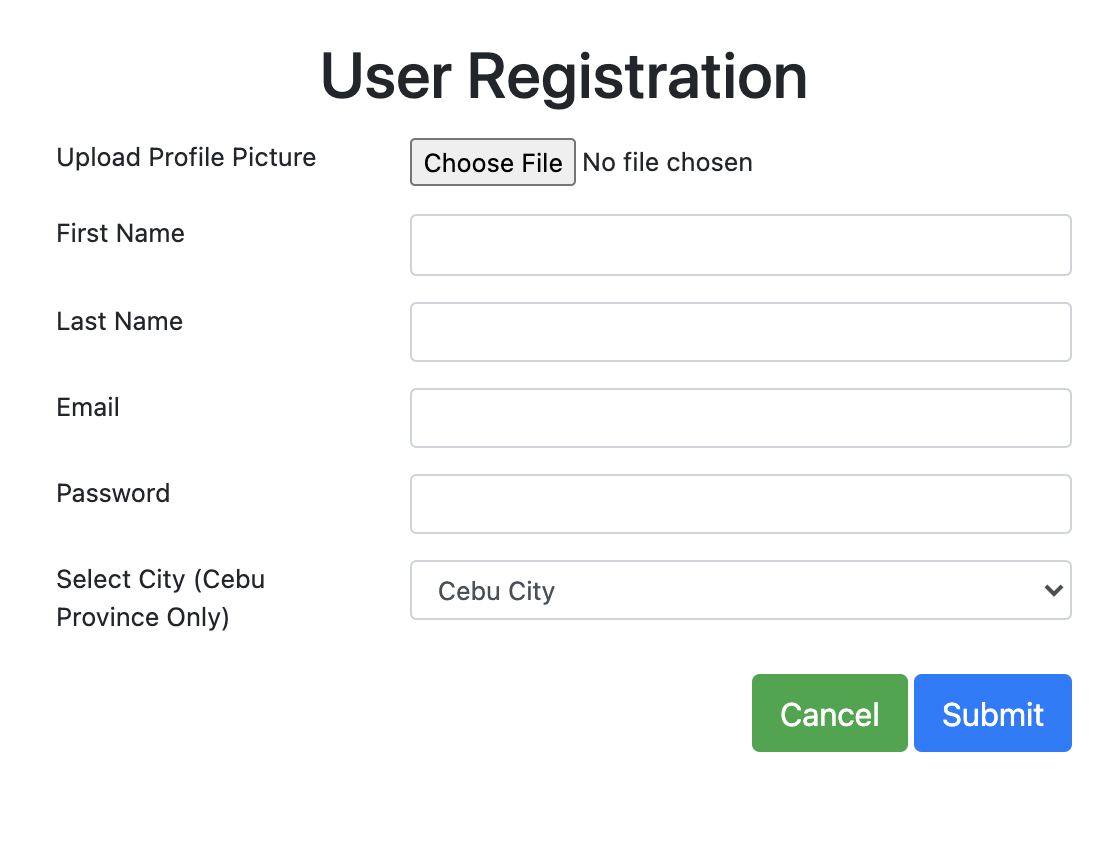 User Registration
Upload Profile Picture
Choose File No file chosen
First Name
Last Name
Email
Password
Select City (Cebu
Province Only)
Cebu City
Cancel Submit